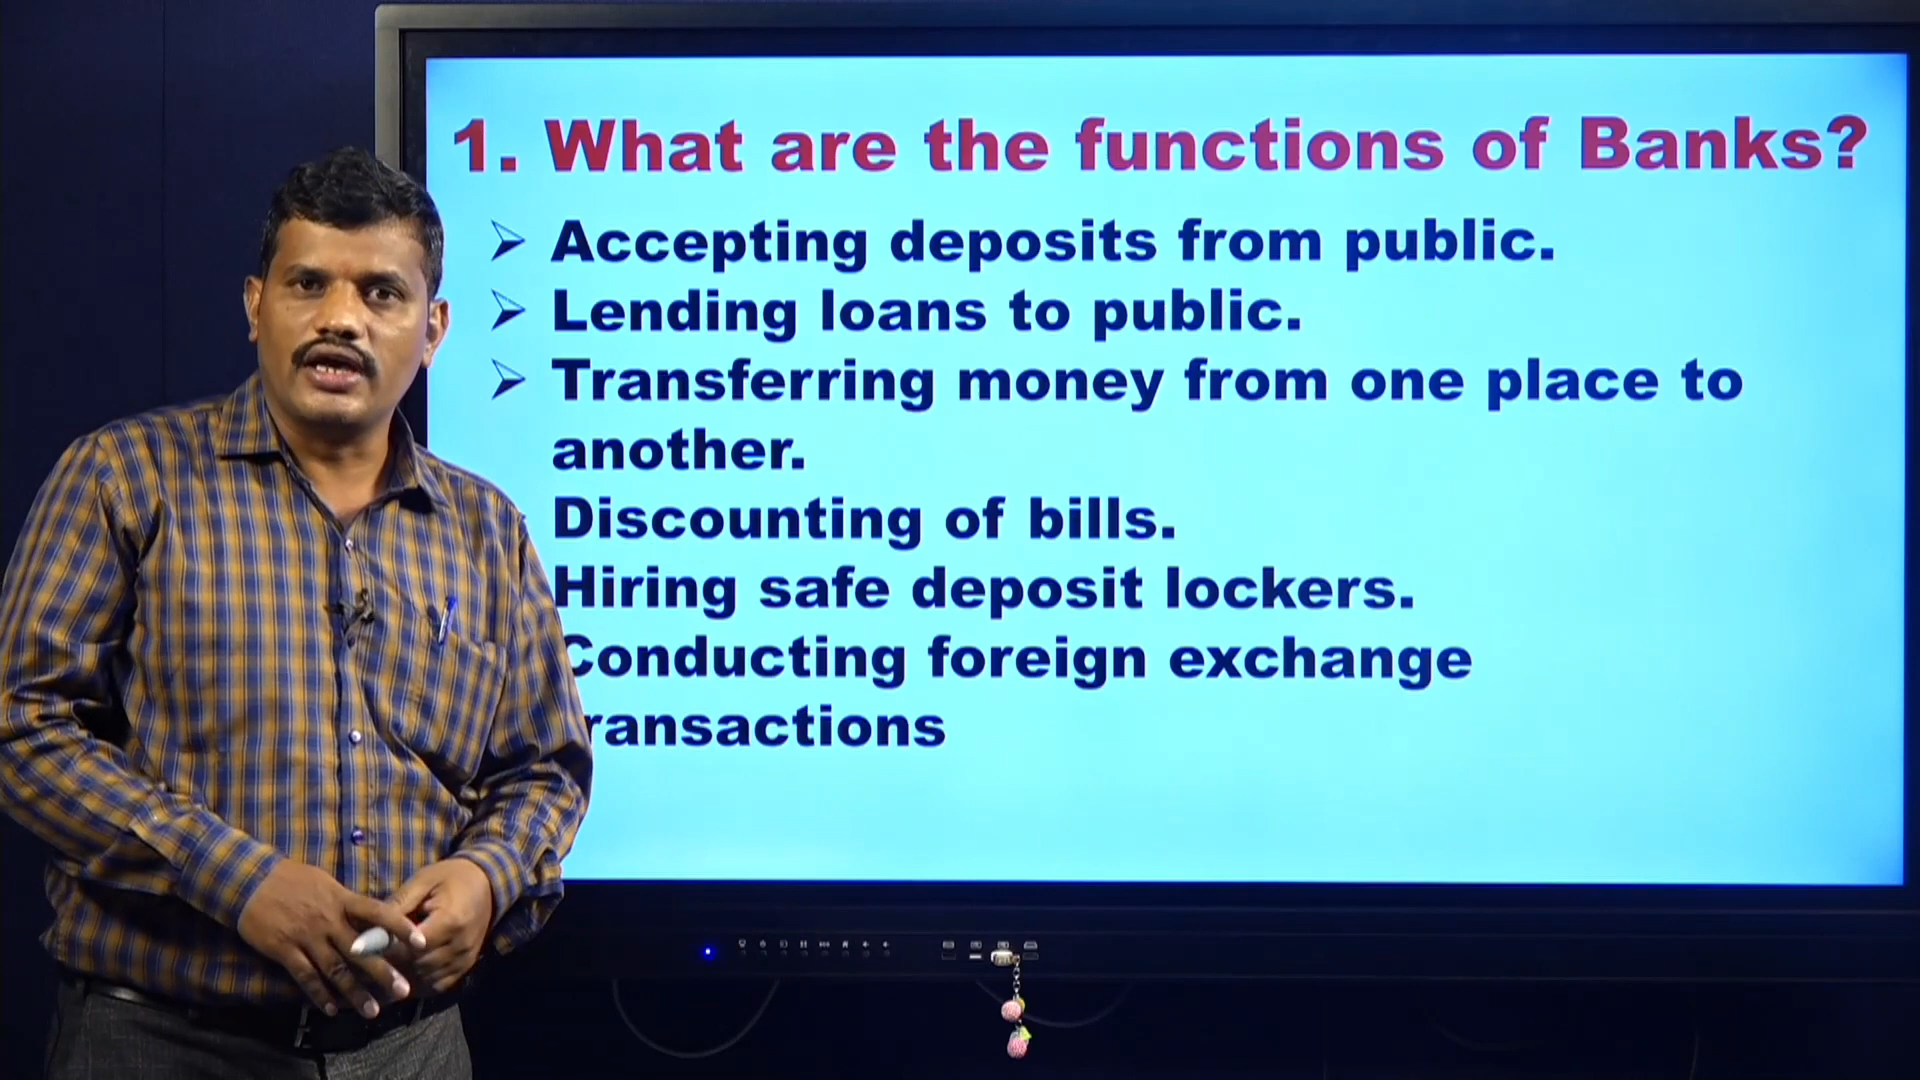 1. What are the functions of Banks?
➢ Accepting deposits from public.
➢ Lending loans to public.
➢ Transferring money from one place to
another.
Discounting of bills.
Hiring safe deposit lockers.
Conducting foreign exchange
ransactions